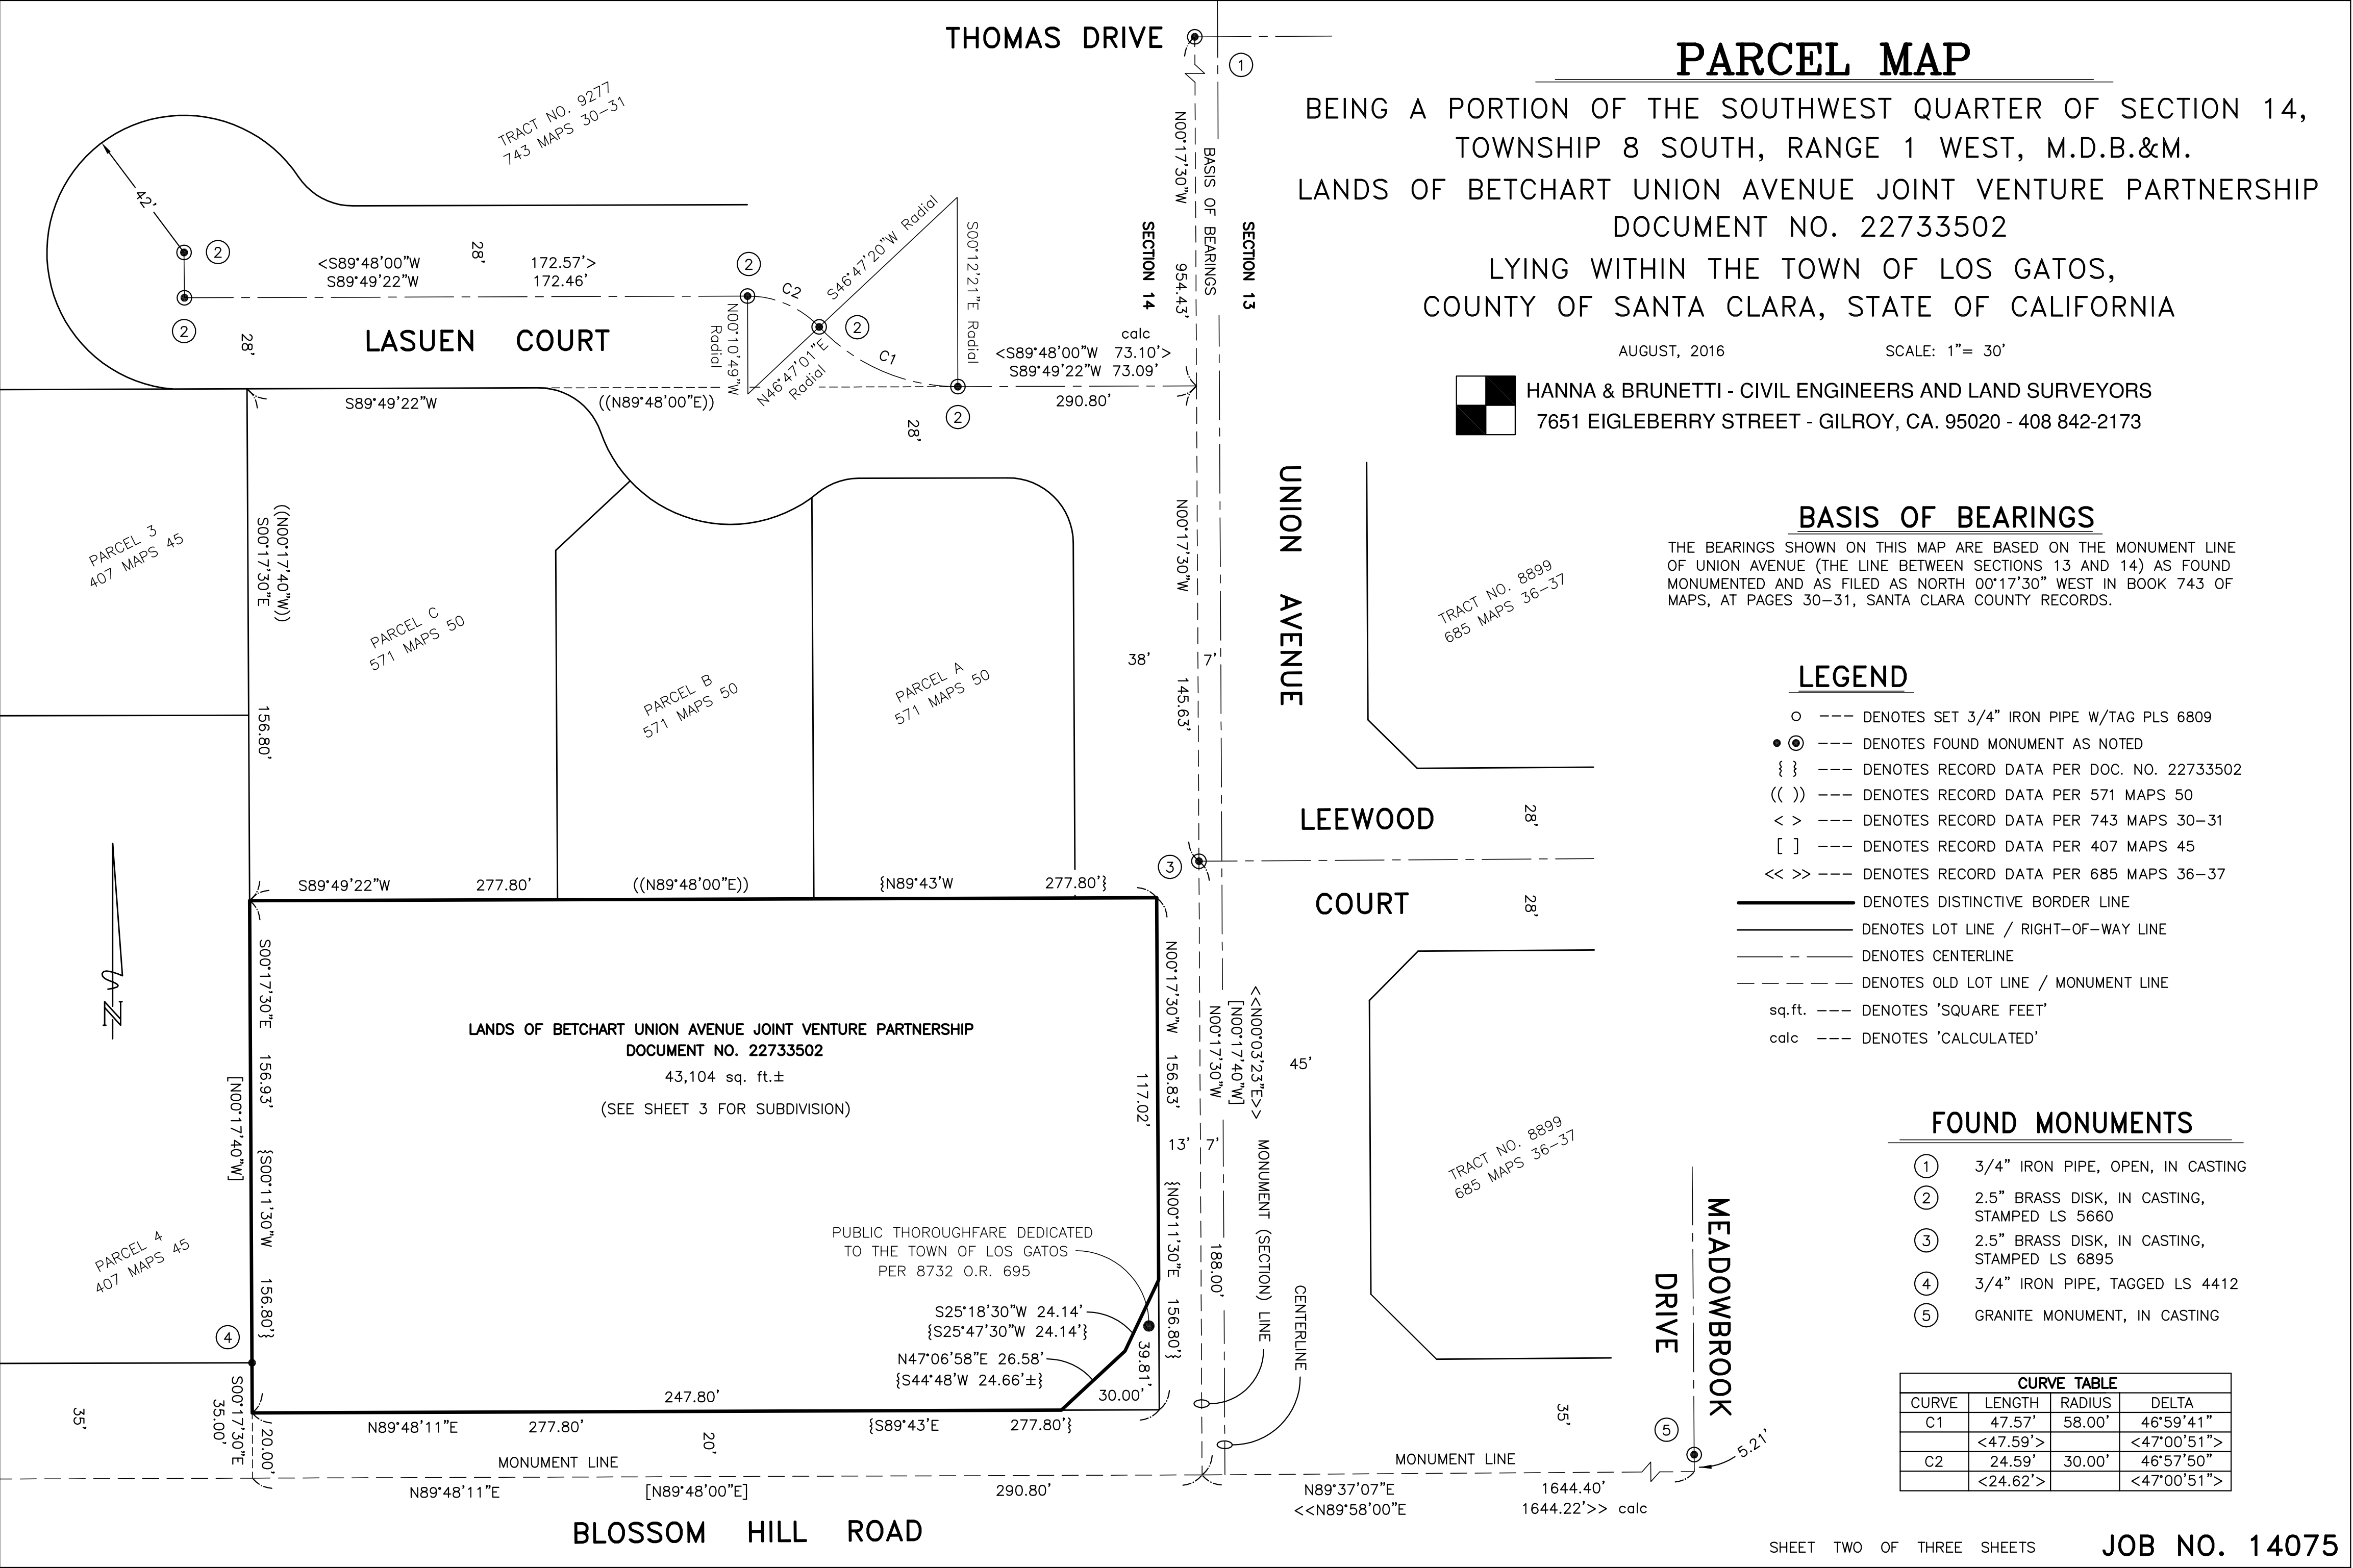 THOMAS DRIVE
1
PARCEL MAP
BEING A PORTION OF THE SOUTHWEST QUARTER OF SECTION 14,
TOWNSHIP 8 SOUTH, RANGE 1 WEST, M.D.B.&M.
LANDS OF BETCHART UNION AVENUE JOINT VENTURE PARTNERSHIP
DOCUMENT NO. 22733502
LYING WITHIN THE TOWN OF LOS GATOS,
COUNTY OF SANTA CLARA, STATE OF CALIFORNIA
AUGUST, 2016 SCALE: 1"= 30'
HANNA & BRUNETTI - CIVIL ENGINEERS AND LAND SURVEYORS
7651 EIGLEBERRY STREET - GILROY, CA. 95020 - 408 842-2173
TRACT NO. 9277
743 MAPS 30-31
42'
2
2
28'
<S89°48'00"W 172.57'>
S89°49'22"W 172.46'
28'
LASUEN COURT
2
C2
2
C1
2
N00°10'49"W
Radial
N46°47'01"E
Radial
S46°47'20"W Radial
S00°12'21"E Radial
calc
<S89°48'00"W 73.10'>
S89°49'22"W 73.09'
290.80'
28'
S89°49'22"W ((N89°48'00"E))
N00°17'30"W 954.43'
BASIS OF BEARINGS
SECTION 14
SECTION 13
UNION AVENUE
N00°17'30"W 145.63'
38' 7'
PARCEL 3
407 MAPS 45
((N00°17'40"W))
S00°17'30"E 156.80'
PARCEL C
571 MAPS 50
PARCEL B
571 MAPS 50
PARCEL A
571 MAPS 50
TRACT NO. 8899
685 MAPS 36-37
BASIS OF BEARINGS
THE BEARINGS SHOWN ON THIS MAP ARE BASED ON THE MONUMENT LINE
OF UNION AVENUE (THE LINE BETWEEN SECTIONS 13 AND 14) AS FOUND
MONUMENTED AND AS FILED AS NORTH 00°17'30" WEST IN BOOK 743 OF
MAPS, AT PAGES 30-31, SANTA CLARA COUNTY RECORDS.
LEGEND
--- DENOTES SET 3/4" IRON PIPE W/TAG PLS 6809
--- DENOTES FOUND MONUMENT AS NOTED
{ } --- DENOTES RECORD DATA PER DOC. NO. 22733502
(( )) --- DENOTES RECORD DATA PER 571 MAPS 50
< > --- DENOTES RECORD DATA PER 743 MAPS 30-31
[ ] --- DENOTES RECORD DATA PER 407 MAPS 45
<< >> --- DENOTES RECORD DATA PER 685 MAPS 36-37
DENOTES DISTINCTIVE BORDER LINE
DENOTES LOT LINE / RIGHT-OF-WAY LINE
DENOTES CENTERLINE
DENOTES OLD LOT LINE / MONUMENT LINE
sq.ft. --- DENOTES 'SQUARE FEET'
calc --- DENOTES 'CALCULATED'
LEEWOOD
28'
3
COURT
28'
N
S89°49'22"W 277.80' ((N89°48'00"E)) {N89°43'W 277.80'}
S00°17'30"E 156.93' {S00°11'30"W 156.80'}
[N00°17'40"W]
LANDS OF BETCHART UNION AVENUE JOINT VENTURE PARTNERSHIP
DOCUMENT NO. 22733502
43,104 sq. ft.±
(SEE SHEET 3 FOR SUBDIVISION)
117.02'
N00°17'30"W 156.83' {N00°11'30"E 156.80'}
13' 7'
<<N00°03'23"E>>
[N00°17'40"W]
N00°17'30"W 188.00'
MONUMENT (SECTION) LINE
CENTERLINE
45'
TRACT NO. 8899
685 MAPS 36-37
PARCEL 4
407 MAPS 45
4
PUBLIC THOROUGHFARE DEDICATED
TO THE TOWN OF LOS GATOS
PER 8732 O.R. 695
S25°18'30"W 24.14'
{S25°47'30"W 24.14'}
N47°06'58"E 26.58'
{S44°48'W 24.66'±}
39.81'
30.00'
247.80'
N89°48'11"E 277.80' {S89°43'E 277.80'}
35'
S00°17'30"E
35.00'
20.00'
20'
MONUMENT LINE
N89°48'11"E [N89°48'00"E] 290.80'
BLOSSOM HILL ROAD
35'
MONUMENT LINE
N89°37'07"E 1644.40'
<<N89°58'00"E 1644.22'>> calc
MEADOWBROOK
DRIVE
5
5.21'
FOUND MONUMENTS
1 3/4" IRON PIPE, OPEN, IN CASTING
2 2.5" BRASS DISK, IN CASTING,
STAMPED LS 5660
3 2.5" BRASS DISK, IN CASTING,
STAMPED LS 6895
4 3/4" IRON PIPE, TAGGED LS 4412
5 GRANITE MONUMENT, IN CASTING
CURVE TABLE
CURVE LENGTH RADIUS DELTA
C1 47.57' 58.00' 46°59'41"
<47.59'> <47°00'51">
C2 24.59' 30.00' 46°57'50"
<24.62'> <47°00'51">
SHEET TWO OF THREE SHEETS JOB NO. 14075